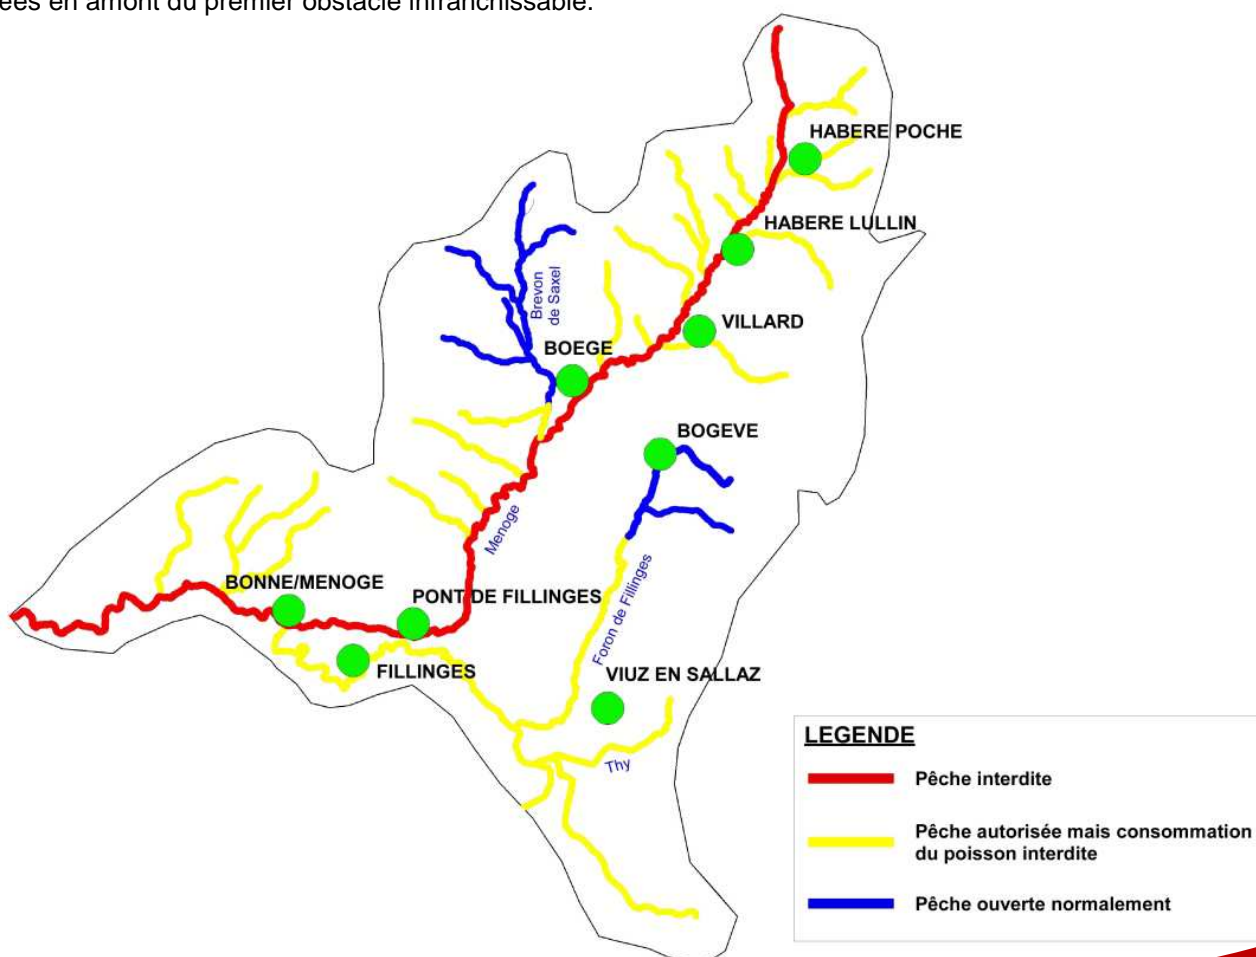 ées en amont du premier obstacle infranchissable.
HABERE POCHE
HABERE LULLIN
Brevon
de Saxel
VILLARD
BOEGE
BOGEVE
Menoge
BONNE/MENOGE
PONT DE FILLINGES
Foron de Fillinges
FILLINGES
VIUZ EN SALLAZ
Thy
LEGENDE
Pêche interdite
Pêche autorisée mais consommation
du poisson interdite
Pêche ouverte normalement